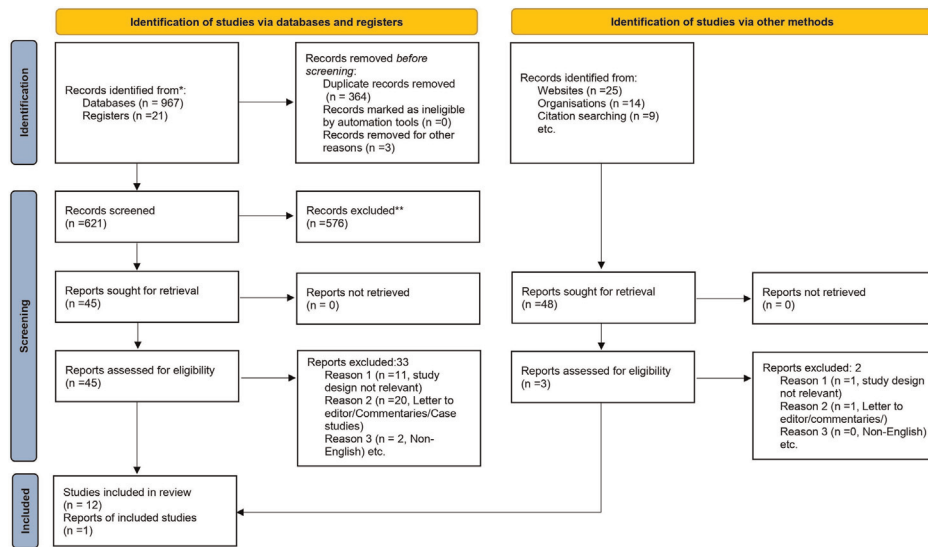 Identification of studies via databases and registers
Identification of studies via other methods
Identification
Records identified from*:
Databases (n = 967)
Registers (n =21)
Records removed before
screening:
Duplicate records removed
(n = 364)
Records marked as ineligible
by automation tools (n =0)
Records removed for other
reasons (n =3)
Records identified from:
Websites (n =25)
Organisations (n =14)
Citation searching (n =9)
etc.
Screening
Records screened
(n =621)
Records excluded**
(n =576)
Reports sought for retrieval
(n =45)
Reports not retrieved
(n = 0)
Reports sought for retrieval
(n =48)
Reports not retrieved
(n = 0)
Reports assessed for eligibility
(n =45)
Reports excluded:33
Reason 1 (n =11, study
design not relevant)
Reason 2 (n =20, Letter to
editor/Commentaries/Case
studies)
Reason 3 (n = 2, Non-
English) etc.
Reports assessed for eligibility
(n =3)
Reports excluded: 2
Reason 1 (n =1, study design
not relevant)
Reason 2 (n =1, Letter to
editor/commentaries/)
Reason 3 (n =0, Non-English)
etc.
Included
Studies included in review
(n = 12)
Reports of included studies
(n =1)